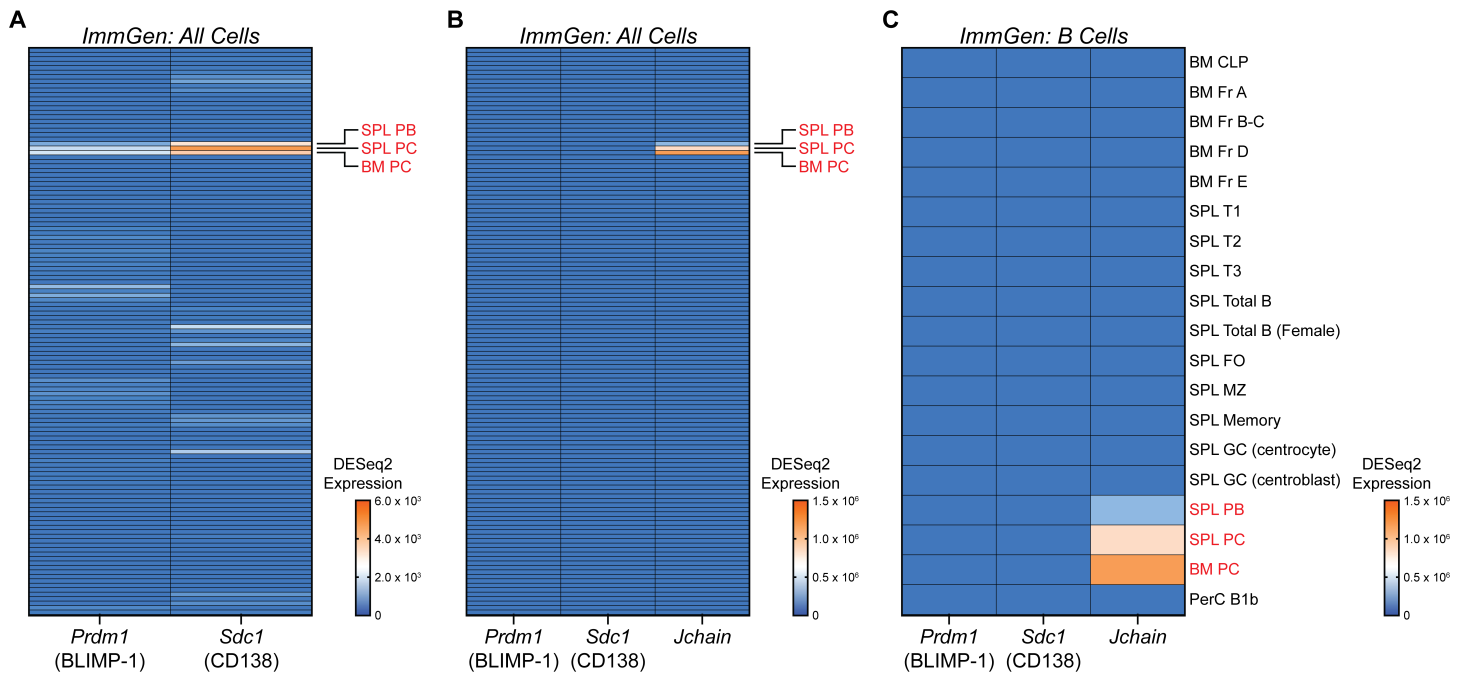 A
ImmGen: All Cells
SPL PB
SPL PC
BM PC
DESeq2
Expression
6.0 x 10³
4.0 x 10³
2.0 x 10³
0
Prdm1
(BLIMP-1)
Sdc1
(CD138)
B
ImmGen: All Cells
SPL PB
SPL PC
BM PC
DESeq2
Expression
1.5 x 10⁶
1.0 x 10⁶
0.5 x 10⁶
0
Prdm1
(BLIMP-1)
Sdc1
(CD138)
Jchain
C
ImmGen: B Cells
BM CLP
BM Fr A
BM Fr B-C
BM Fr D
BM Fr E
SPL T1
SPL T2
SPL T3
SPL Total B
SPL Total B (Female)
SPL FO
SPL MZ
SPL Memory
SPL GC (centrocyte)
SPL GC (centroblast)
SPL PB
SPL PC
BM PC
PerC B1b
DESeq2
Expression
1.5 x 10⁶
1.0 x 10⁶
0.5 x 10⁶
0
Prdm1
(BLIMP-1)
Sdc1
(CD138)
Jchain